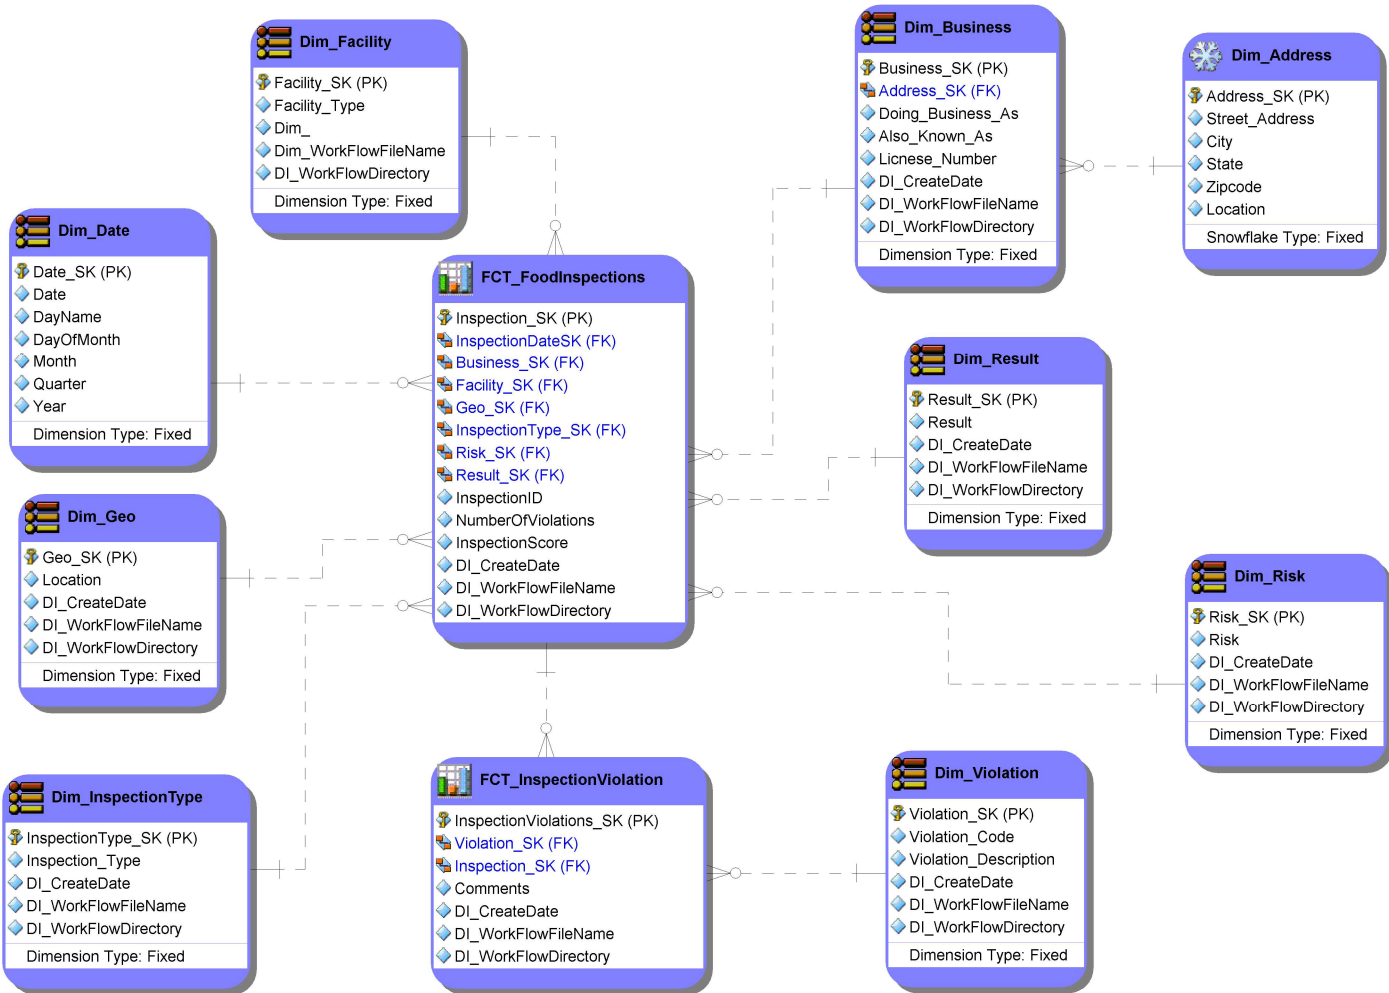 Dim_Facility
Facility_SK (PK)
Facility_Type
Dim_
Dim_WorkFlowFileName
DI_WorkFlowDirectory
Dimension Type: Fixed
Dim_Business
Business_SK (PK)
Address_SK (FK)
Doing_Business_As
Also_Known_As
Licnese_Number
DI_CreateDate
DI_WorkFlowFileName
DI_WorkFlowDirectory
Dimension Type: Fixed
Dim_Address
Address_SK (PK)
Street_Address
City
State
Zipcode
Location
Snowflake Type: Fixed
Dim_Date
Date_SK (PK)
Date
DayName
DayOfMonth
Month
Quarter
Year
Dimension Type: Fixed
FCT_FoodInspections
Inspection_SK (PK)
InspectionDateSK (FK)
Business_SK (FK)
Facility_SK (FK)
Geo_SK (FK)
InspectionType_SK (FK)
Risk_SK (FK)
Result_SK (FK)
InspectionID
NumberOfViolations
InspectionScore
DI_CreateDate
DI_WorkFlowFileName
DI_WorkFlowDirectory
Dim_Result
Result_SK (PK)
Result
DI_CreateDate
DI_WorkFlowFileName
DI_WorkFlowDirectory
Dimension Type: Fixed
Dim_Geo
Geo_SK (PK)
Location
DI_CreateDate
DI_WorkFlowFileName
DI_WorkFlowDirectory
Dimension Type: Fixed
Dim_Risk
Risk_SK (PK)
Risk
DI_CreateDate
DI_WorkFlowFileName
DI_WorkFlowDirectory
Dimension Type: Fixed
Dim_InspectionType
InspectionType_SK (PK)
Inspection_Type
DI_CreateDate
DI_WorkFlowFileName
DI_WorkFlowDirectory
Dimension Type: Fixed
FCT_InspectionViolation
InspectionViolations_SK (PK)
Violation_SK (FK)
Inspection_SK (FK)
Comments
DI_CreateDate
DI_WorkFlowFileName
DI_WorkFlowDirectory
Dim_Violation
Violation_SK (PK)
Violation_Code
Violation_Description
DI_CreateDate
DI_WorkFlowFileName
DI_WorkFlowDirectory
Dimension Type: Fixed